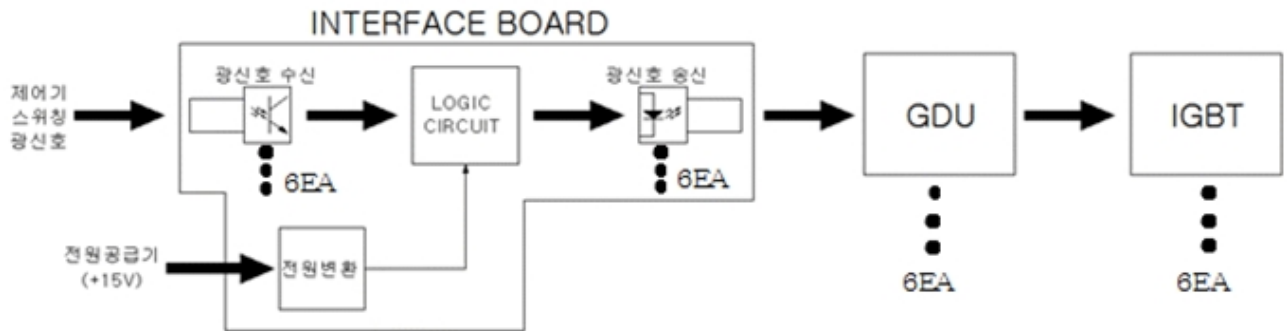 INTERFACE BOARD
제어기
스위칭
광신호
광신호 수신
6EA
LOGIC
CIRCUIT
광신호 송신
6EA
GDU
6EA
IGBT
6EA
전원공급기
(+15V)
전원변환